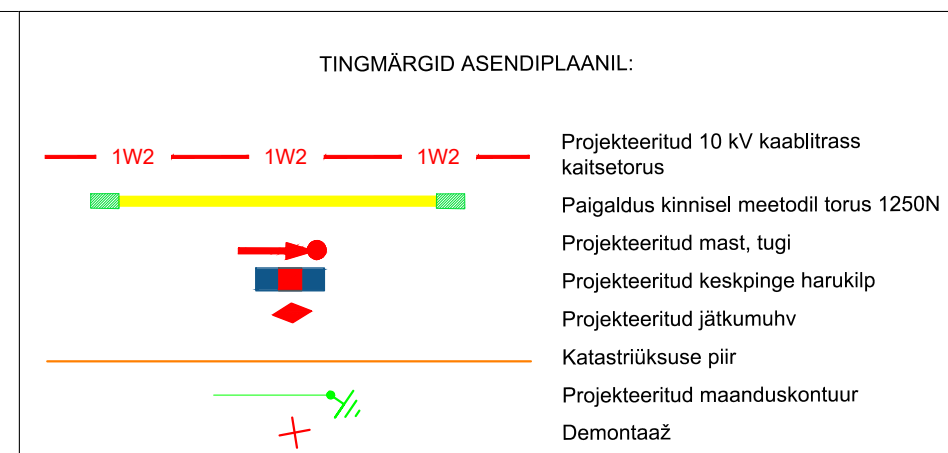 TINGMÄRGID ASENDIPLAANIL:
1W2 1W2 1W2
Projekteeritud 10 kV kaablitrass
kaitsetorus
Paigaldus kinnisel meetodil torus 1250N
Projekteeritud mast, tugi
Projekteeritud keskpinge harukilp
Projekteeritud jätkumuhv
Katastriüksuse piir
Projekteeritud maanduskontuur
Demontaaž